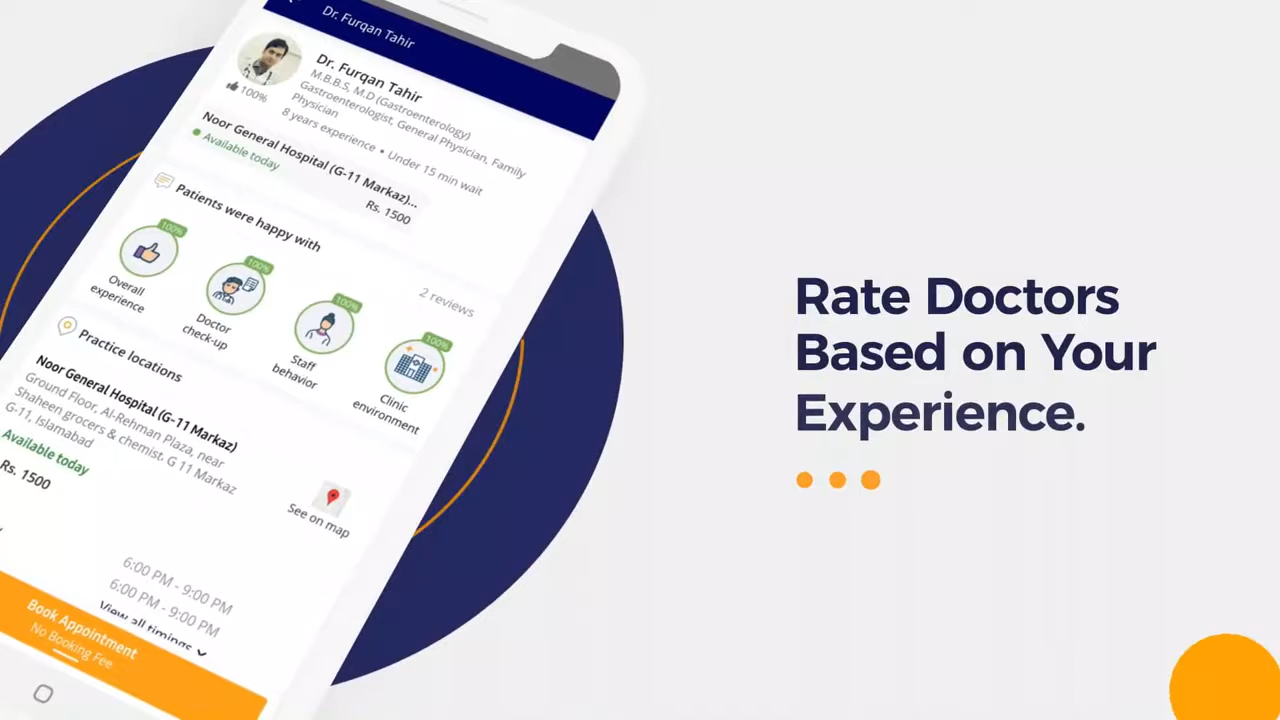 Dr. Furqan Tahir
Dr. Furqan Tahir
M.B.B.S, M.D (Gastroenterology)
Gastroenterologist, General Physician, Family
Physician
8 years experience • Under 15 min wait
100%
Noor General Hospital (G-11 Markaz)...
Available today
Rs. 1500
Patients were happy with
2 reviews
100%
Overall
experience
100%
Doctor
check-up
100%
Staff
behavior
100%
Clinic
environment
Practice locations
Noor General Hospital (G-11 Markaz)
Ground Floor, Al-Rehman Plaza, near
Shaheen grocers & chemist. G 11 Markaz
G-11, Islamabad
Available today
Rs. 1500
See on map
6:00 PM - 9:00 PM
6:00 PM - 9:00 PM
View all timings
Book Appointment
No Booking Fee
Rate Doctors
Based on Your
Experience.